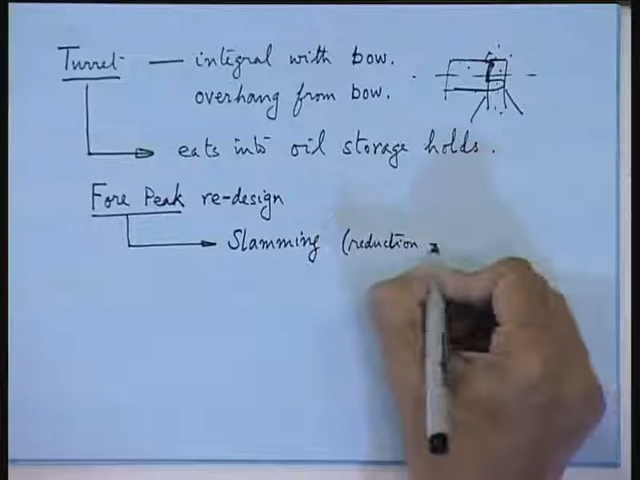 Turret — integral with bow.
overhang from bow.
eats into oil storage holds.
Fore Peak re-design
Slamming (reduction